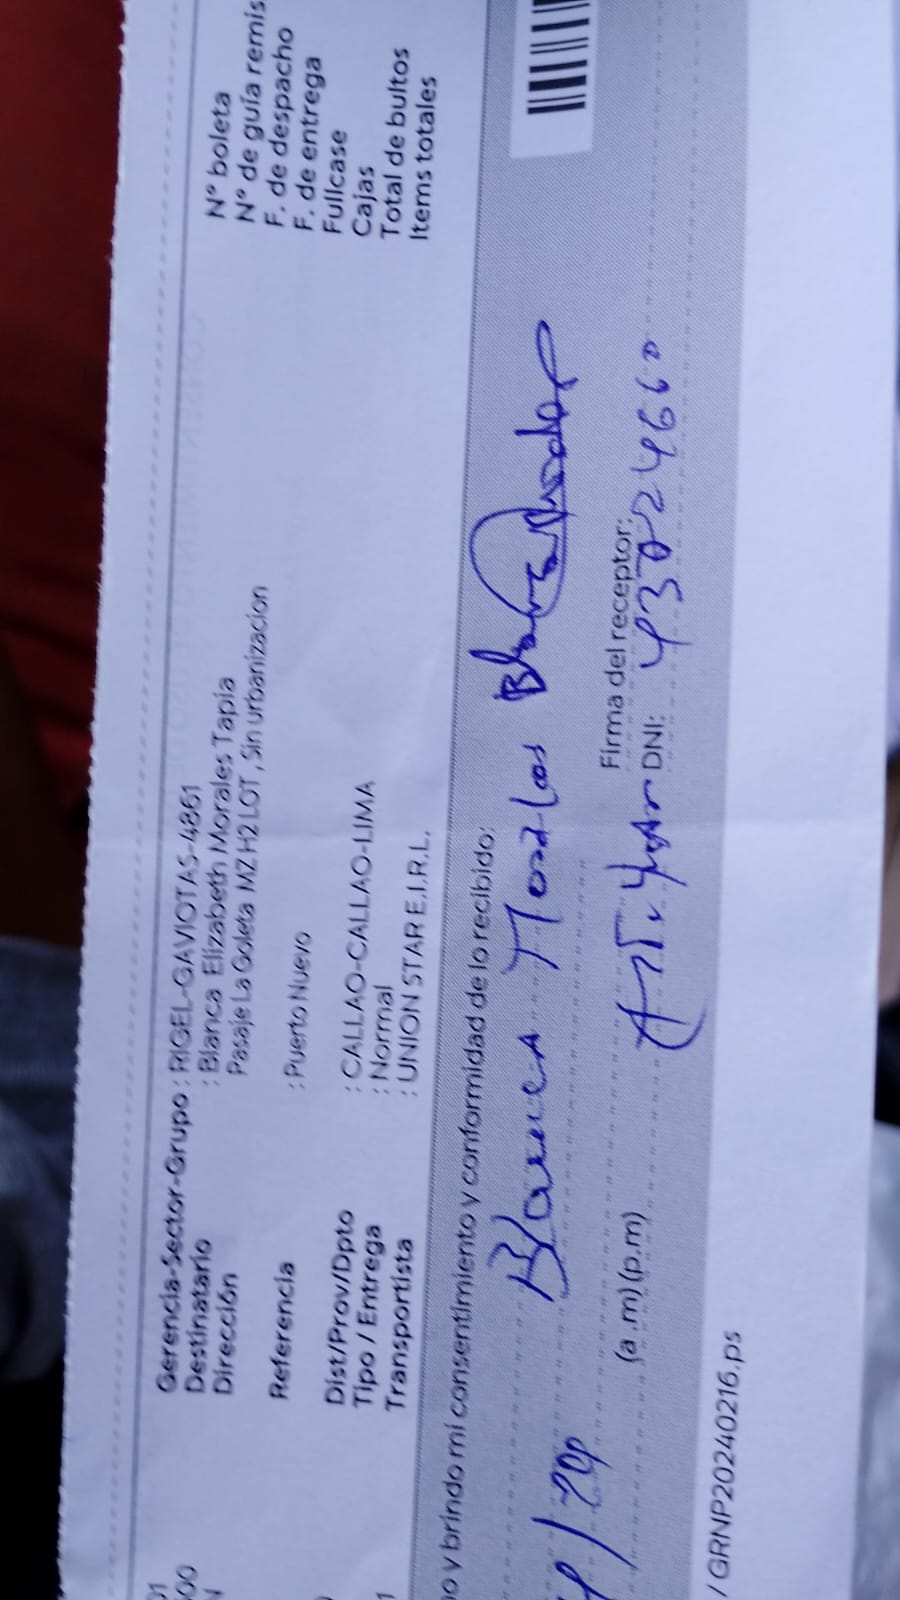 Gerencia-Sector-Grupo : RIGEL-GAVIOTAS-4861
Destinatario : Blanca Elizabeth Morales Tapia
Dirección Pasaje La Goleta MZ H2 LOT , Sin urbanizacion
Referencia : Puerto Nuevo
Dist/Prov/Dpto : CALLAO-CALLAO-LIMA
Tipo / Entrega : Normal
Transportista : UNION STAR E.I.R.L.
N° boleta
N° de guía remis
F. de despacho
F. de entrega
Fullcase
Cajas
Total de bultos
Items totales
no y brindo mi consentimiento y conformidad de lo recibido:
Blanca Morales
Firma del receptor:
(a .m)(p.m)
DNI:
/ GRNP20240216.ps